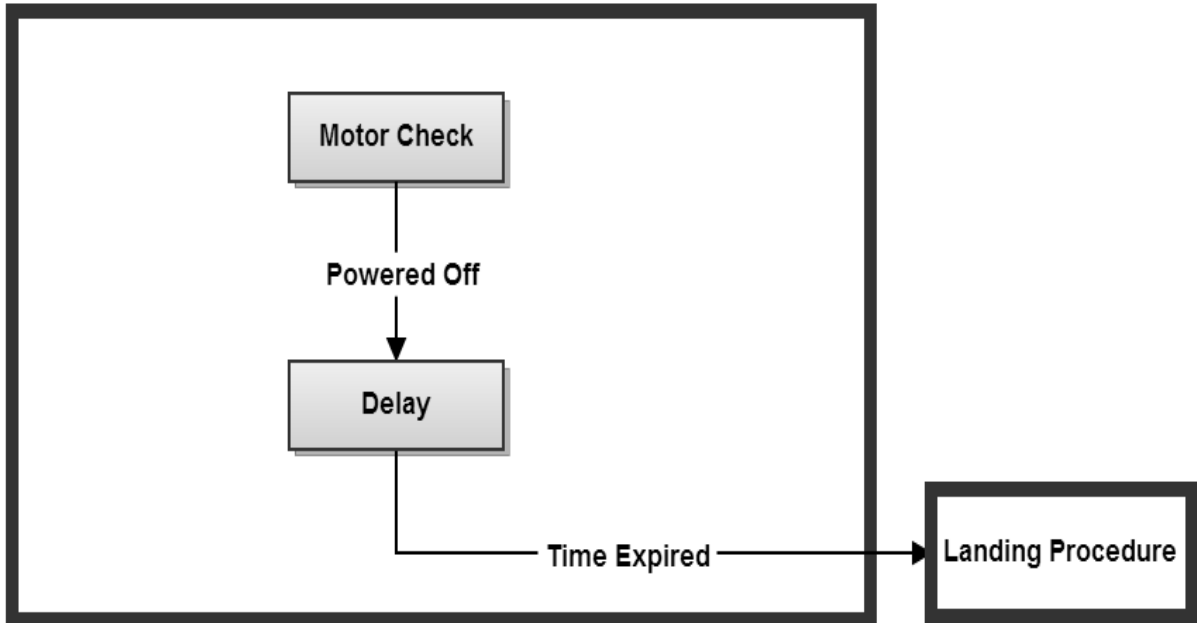 Motor Check
Powered Off
Delay
Time Expired
Landing Procedure